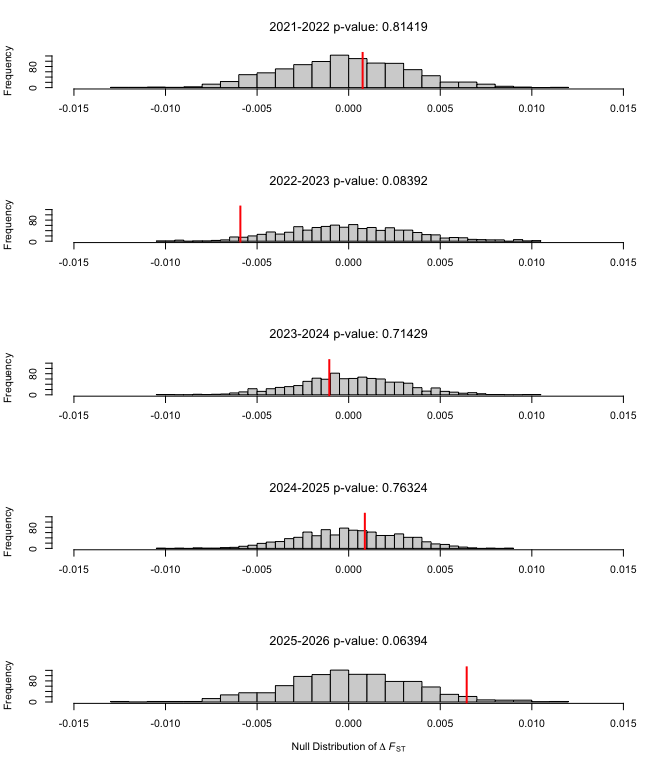 2021-2022 p-value: 0.81419
Frequency
0 80
-0.015 -0.010 -0.005 0.000 0.005 0.010 0.015
2022-2023 p-value: 0.08392
Frequency
0 80
-0.015 -0.010 -0.005 0.000 0.005 0.010 0.015
2023-2024 p-value: 0.71429
Frequency
0 80
-0.015 -0.010 -0.005 0.000 0.005 0.010 0.015
2024-2025 p-value: 0.76324
Frequency
0 80
-0.015 -0.010 -0.005 0.000 0.005 0.010 0.015
2025-2026 p-value: 0.06394
Frequency
0 80
-0.015 -0.010 -0.005 0.000 0.005 0.010 0.015
Null Distribution of Δ FST